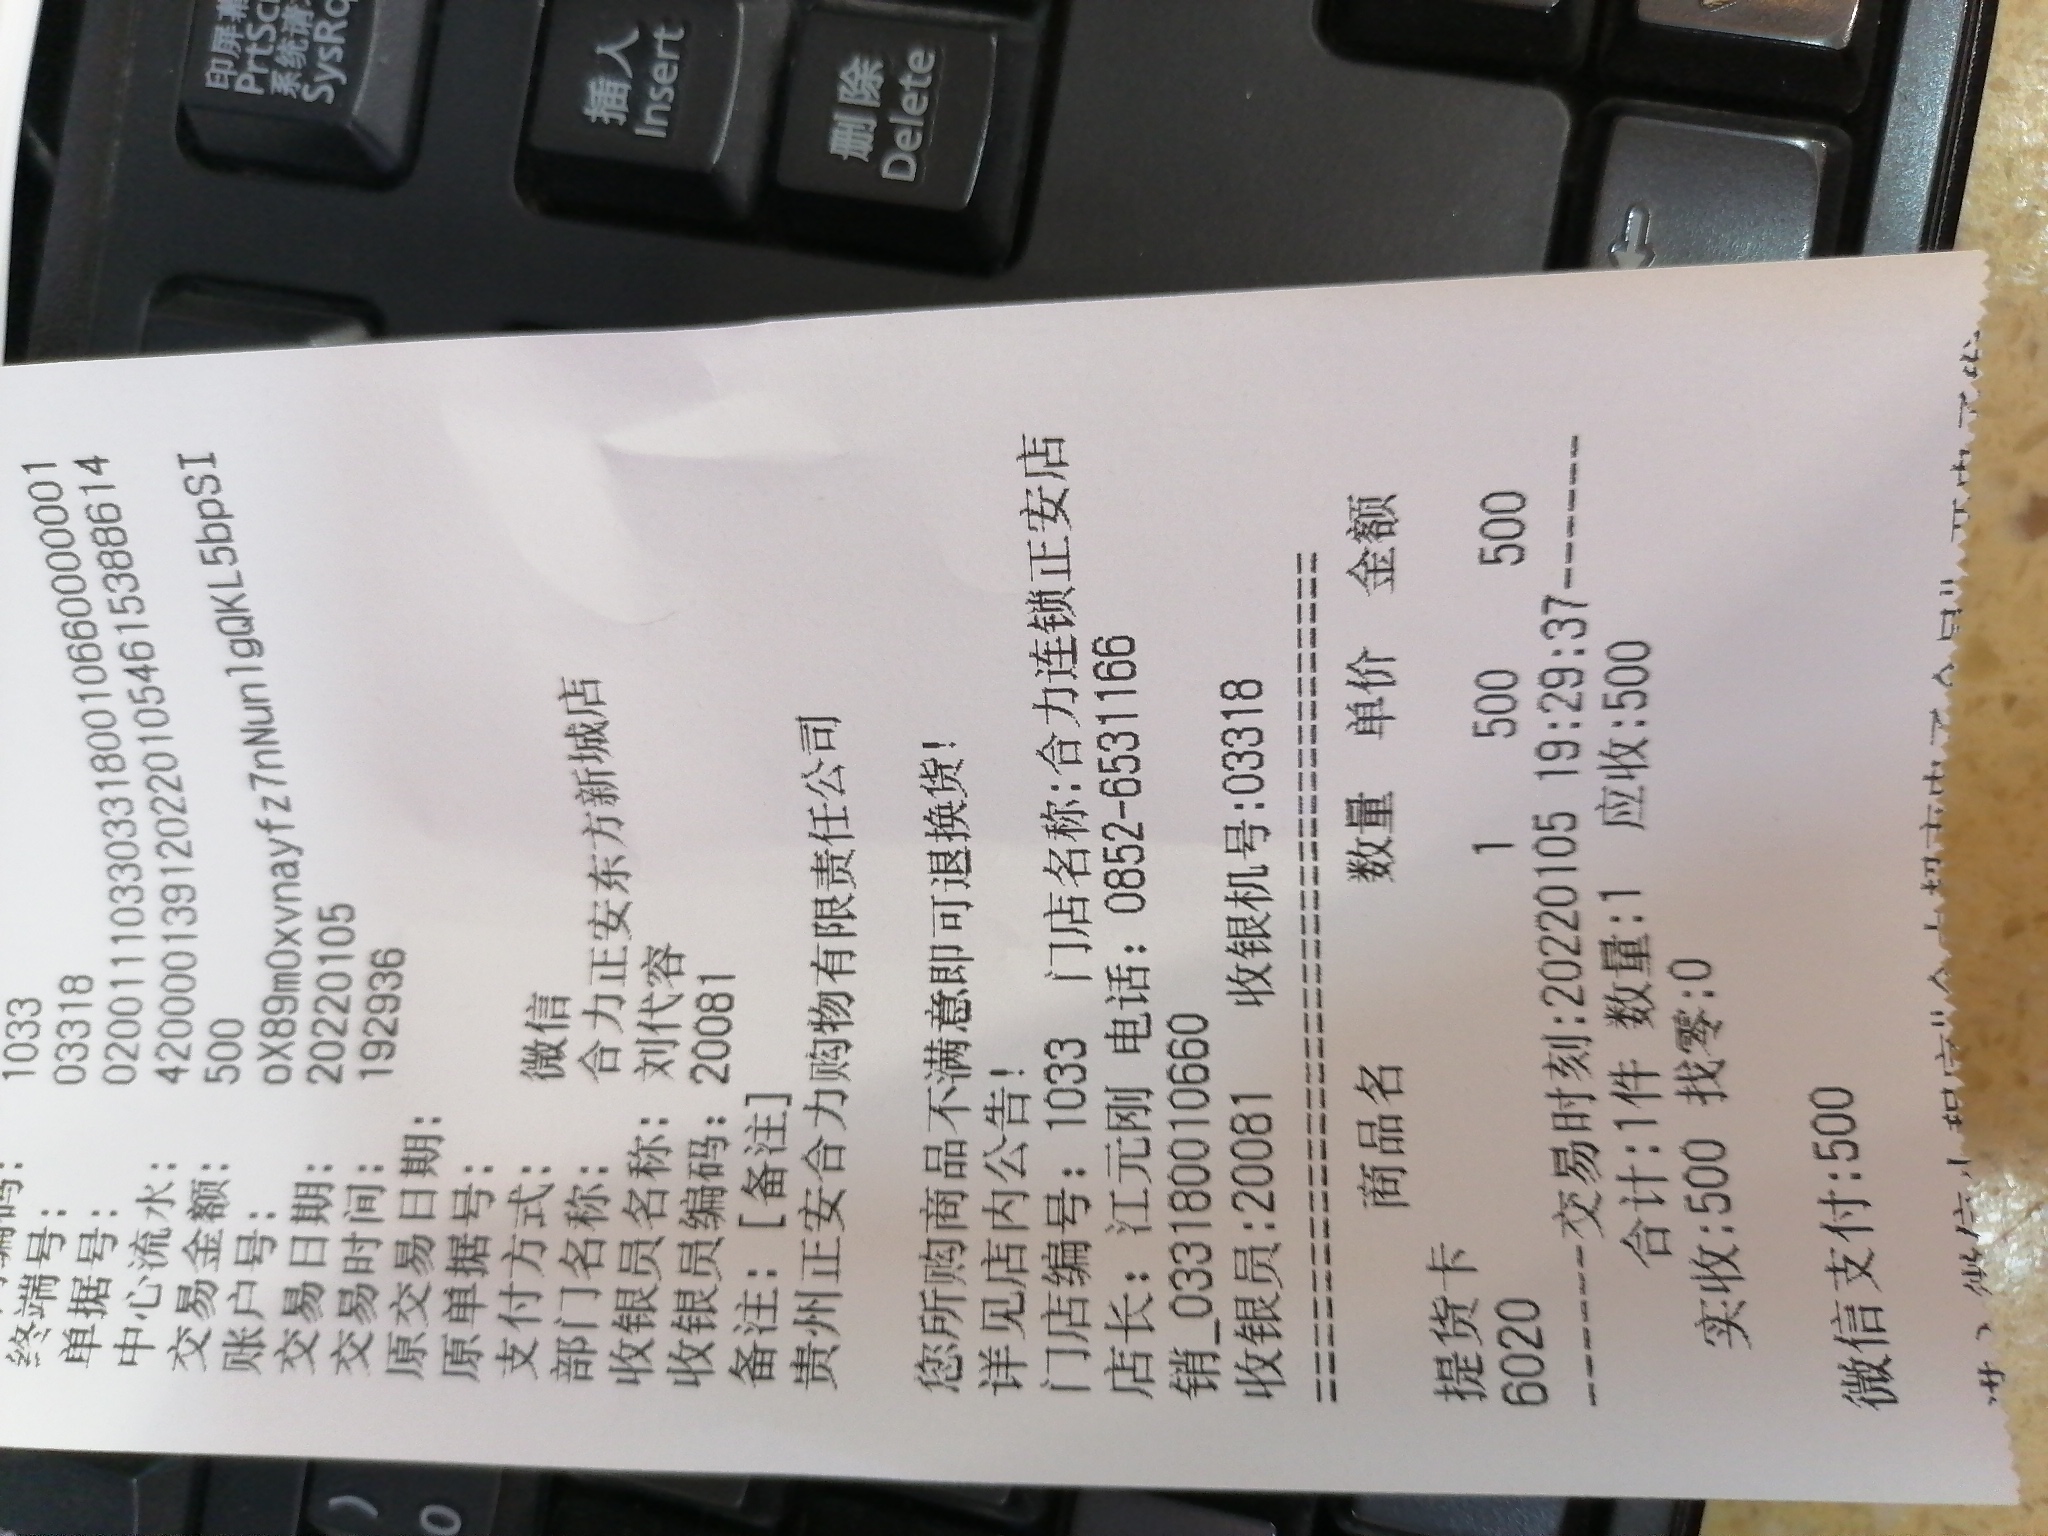 1033
终端号： 03318
单据号： 020011110330331800106600000001
中心流水： 4200001391202201054615388614
交易金额： 500
账户号： oX89mOxvnayfz7nNun1gQKL5bpSI
交易日期： 20220105
交易时间： 192936
原交易日期：
原单据号：
支付方式： 微信
部门名称： 合力正安东方新城店
收银员名称： 刘代容
收银员编码： 20081
备注： [备注]
贵州正安合力购物有限责任公司
您所购商品不满意即可退换货！
详见店内公告！
门店编号： 1033 门店名称:合力连锁正安店
店长： 江元刚 电话： 0852-6531166
销_033180010660
收银员:20081 收银机号:03318
==========================================
商品名 数量 单价 金额
提货卡
6020 1 500 500
--------交易时刻:20220105 19:29:37--------
合计:1件 数量:1 应收:500
实收:500 找零:0
微信支付:500
印屏幕
PrtScr
系统请求
SysRq
插入
Insert
删除
Delete
)
0